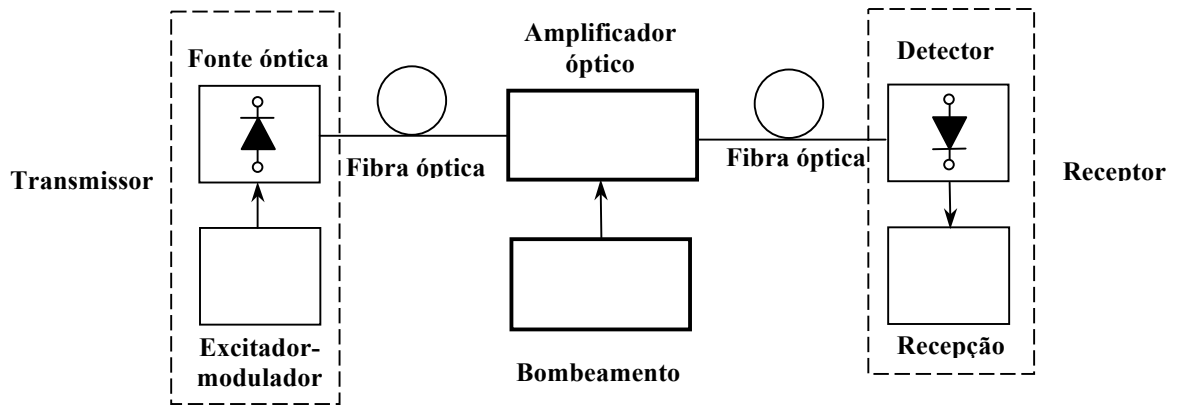 Fonte óptica
Amplificador
óptico
Detector
Transmissor
Fibra óptica
Fibra óptica
Receptor
Excitador-
modulador
Bombeamento
Recepção